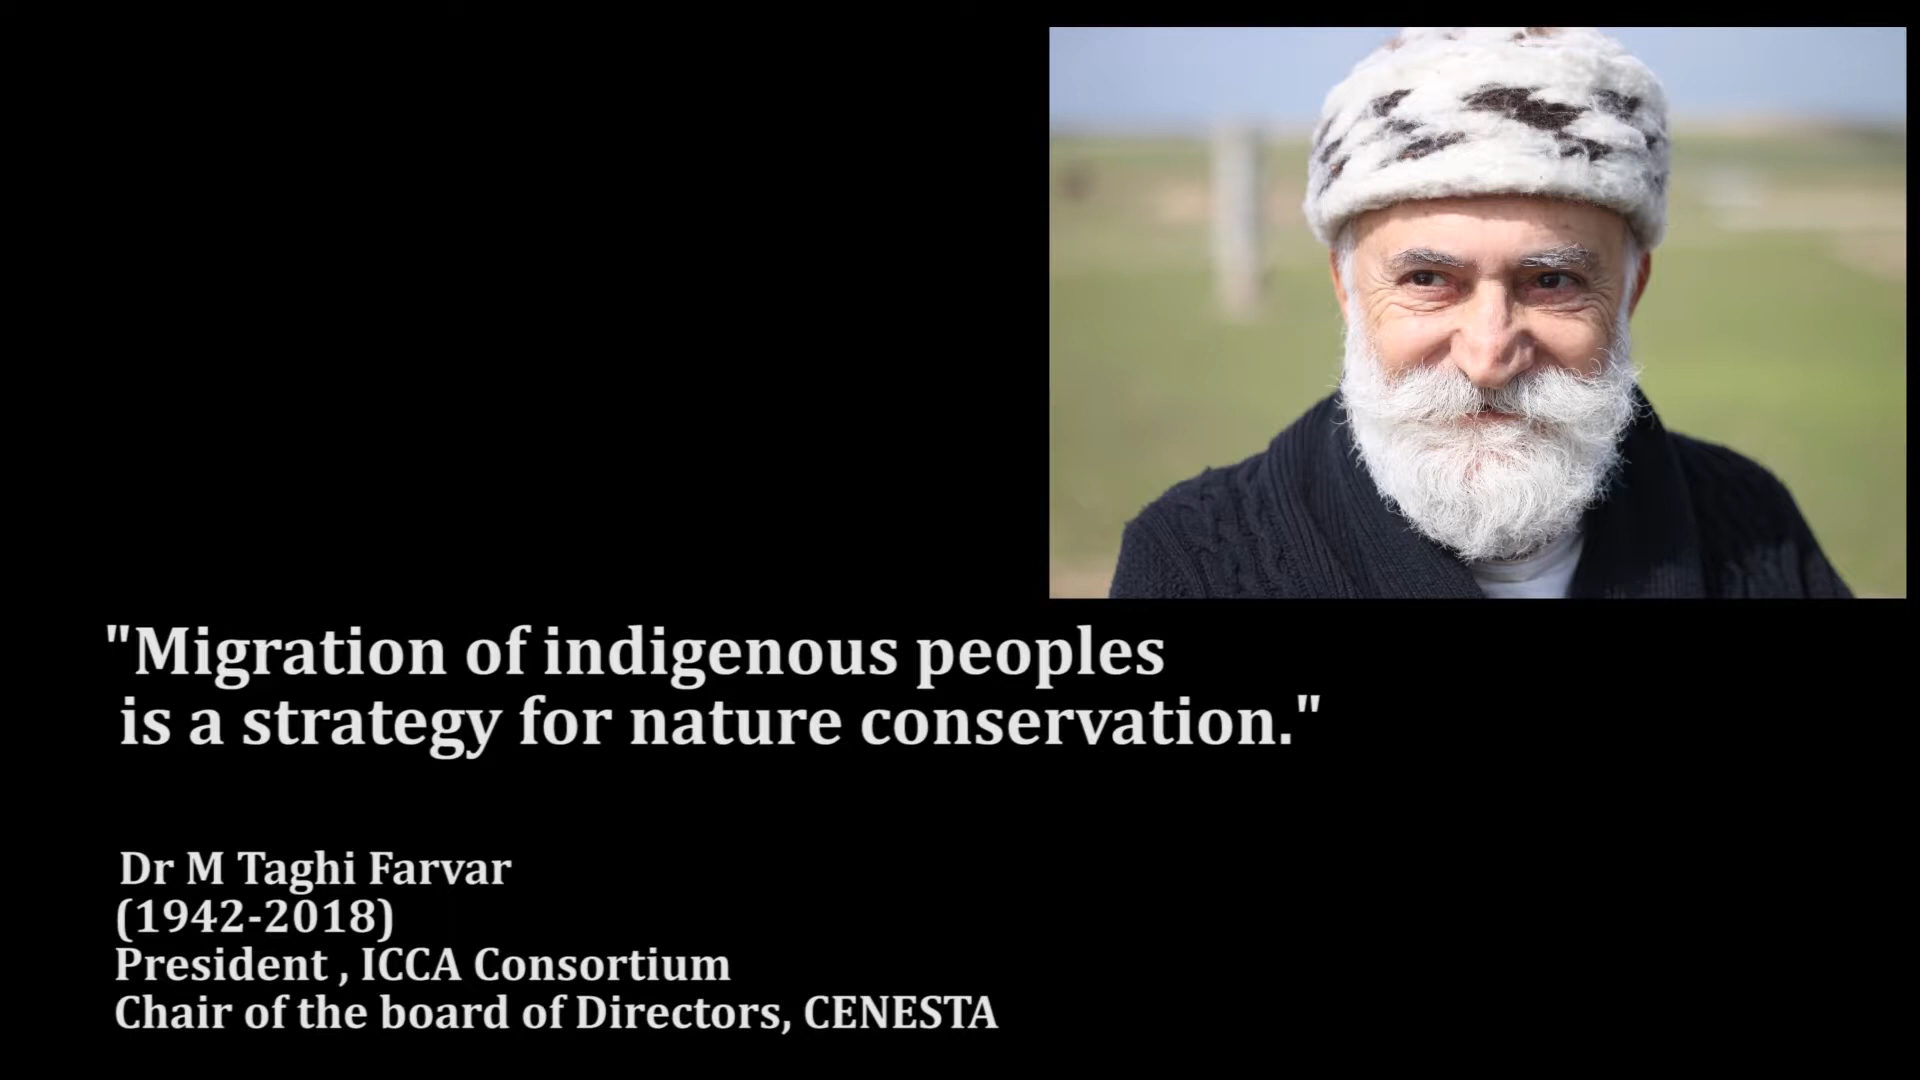 "Migration of indigenous peoples
is a strategy for nature conservation."
Dr M Taghi Farvar
(1942-2018)
President , ICCA Consortium
Chair of the board of Directors, CENESTA